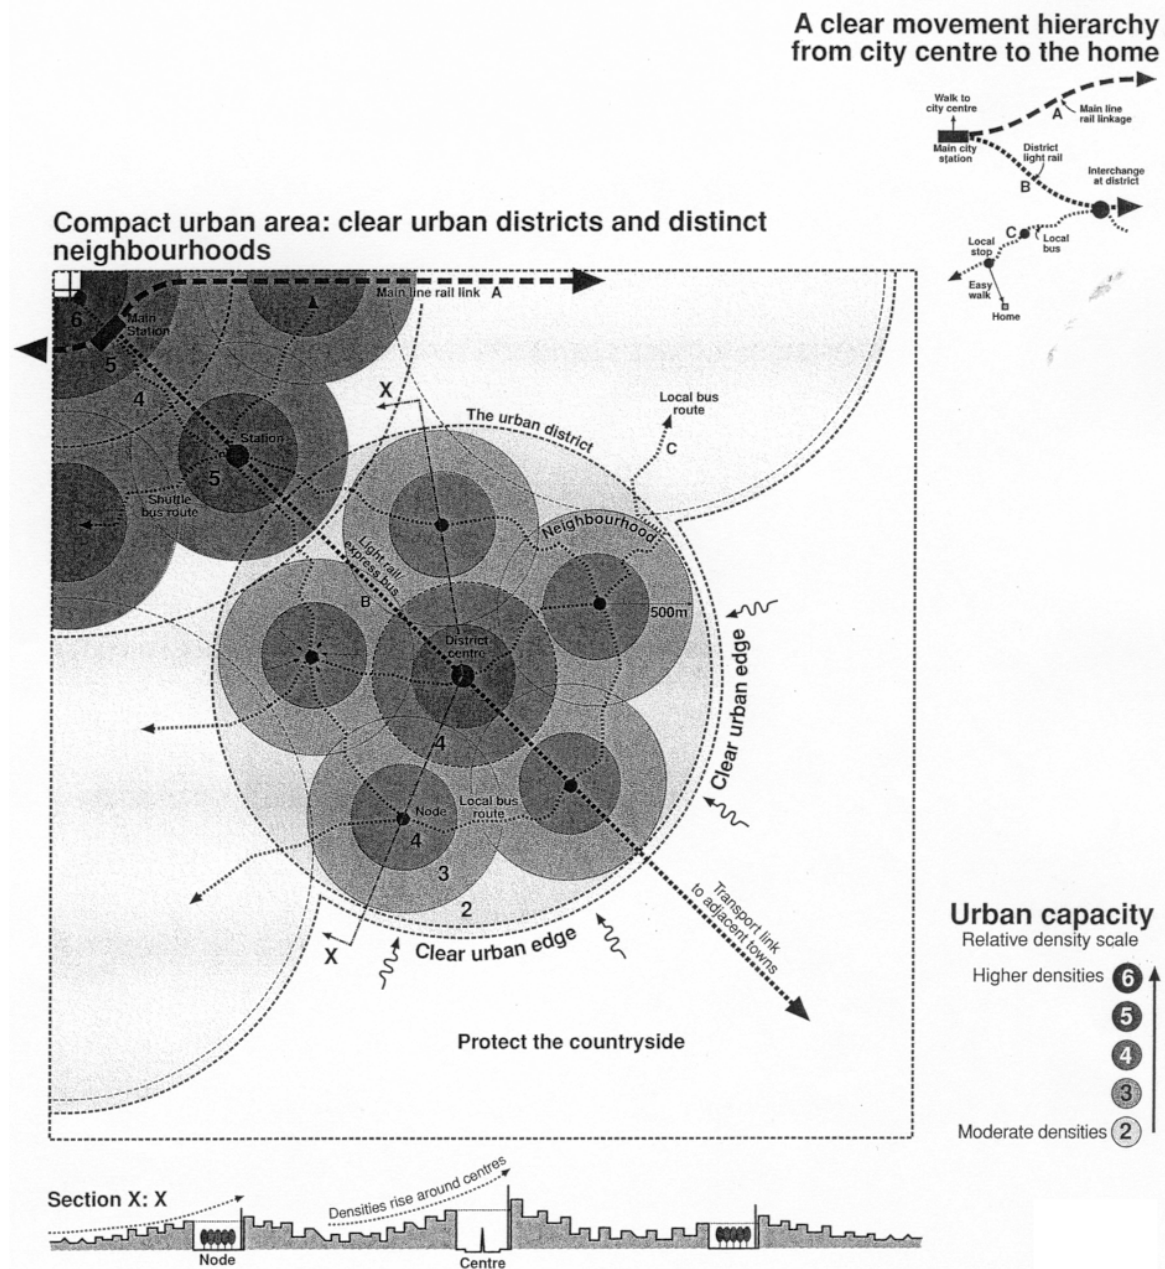 A clear movement hierarchy
from city centre to the home
Walk to
city centre
A
Main line
rail linkage
Main city
station
District
light rail
B
Interchange
at district
C
Local
bus
Local
stop
Easy
walk
Home
Compact urban area: clear urban districts and distinct
neighbourhoods
Main line rail link A
6
Main
Station
5
4
X
Local bus
route
C
The urban district
Station
5
Shuttle
bus route
Neighbourhood
Light rail/
express bus
B
500m
District
centre
Clear urban edge
4
Local bus
route
Node
4
3
2
Clear urban edge
X
Transport link
to adjacent towns
Protect the countryside
Urban capacity
Relative density scale
Higher densities 6
5
4
3
Moderate densities 2
Section X: X
Densities rise around centres
Node
Centre